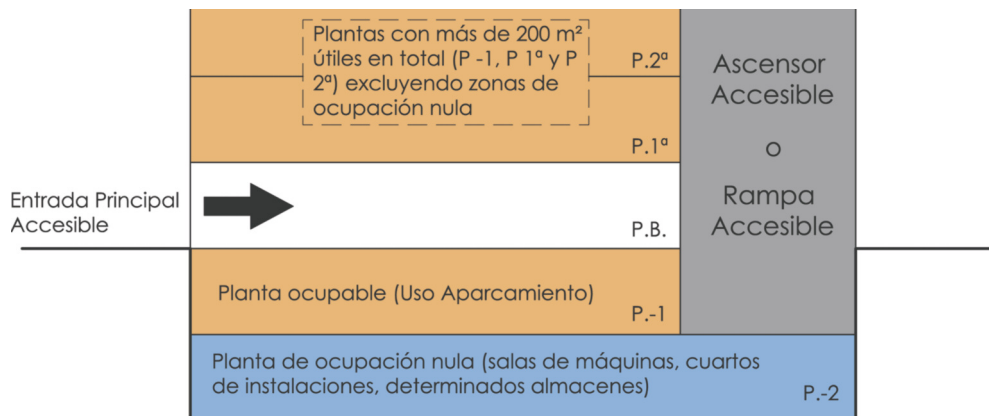 Plantas con más de 200 m²
útiles en total (P -1, P 1ª y P
2ª) excluyendo zonas de
ocupación nula
P.2ª
P.1ª
Ascensor
Accesible
o
Rampa
Accesible
Entrada Principal
Accesible
P.B.
Planta ocupable (Uso Aparcamiento)
P.-1
Planta de ocupación nula (salas de máquinas, cuartos
de instalaciones, determinados almacenes)
P.-2